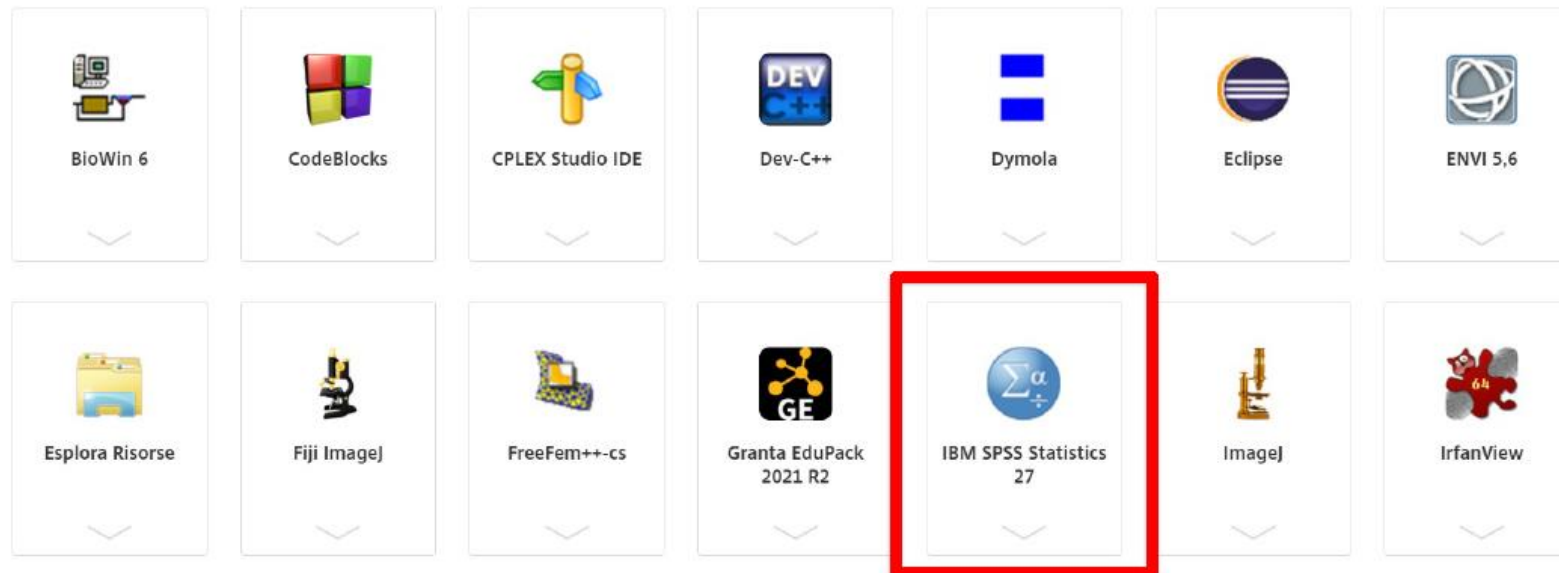 BioWin 6
CodeBlocks
CPLEX Studio IDE
DEV
C++
Dev-C++
Dymola
Eclipse
ENVI 5,6
Esplora Risorse
Fiji ImageJ
FreeFem++-cs
GE
Granta EduPack
2021 R2
Σα
÷
IBM SPSS Statistics
27
ImageJ
64
IrfanView